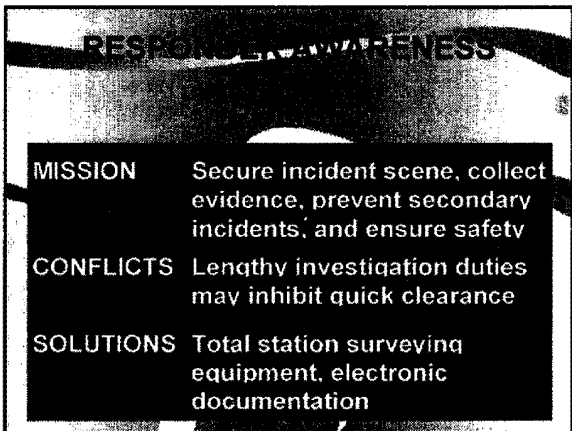 RESPONDER AWARENESS
MISSION Secure incident scene, collect
evidence, prevent secondary
incidents, and ensure safety
CONFLICTS Lengthy investigation duties
may inhibit quick clearance
SOLUTIONS Total station surveying
equipment, electronic
documentation